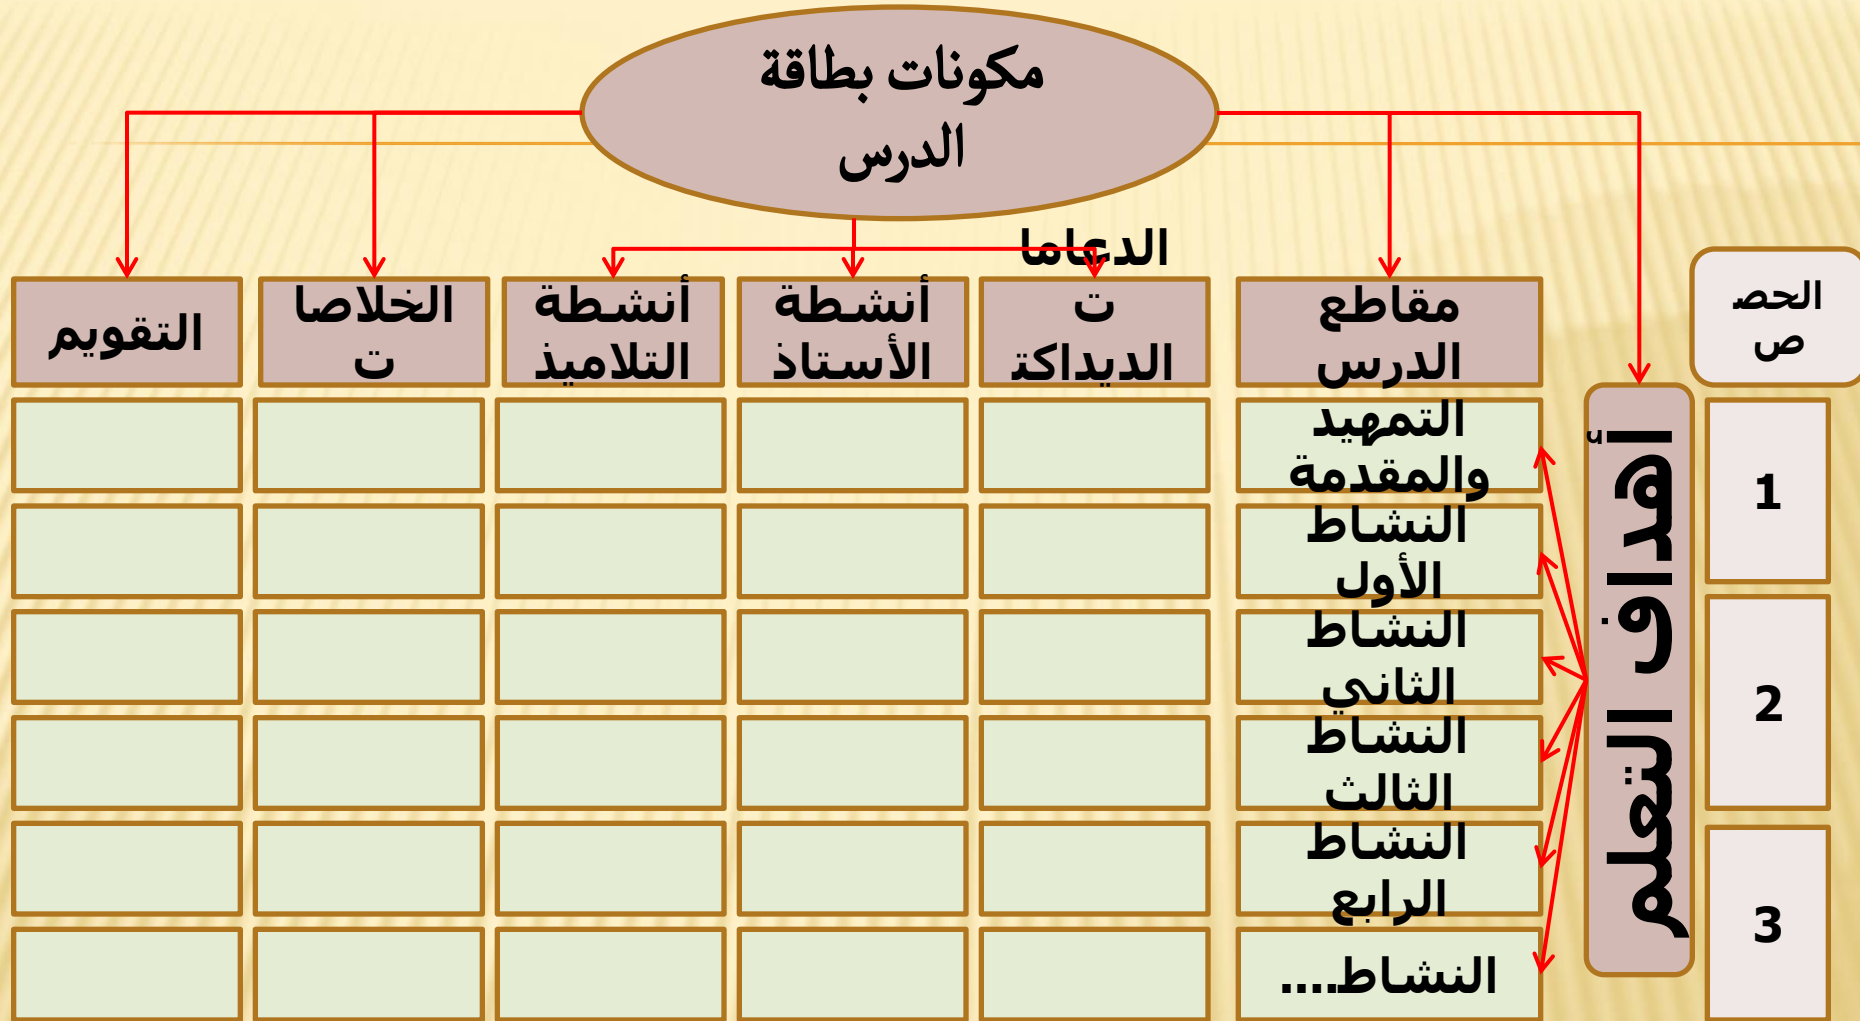 مكونات بطاقة
الدرس
الحص
ص
مقاطع
الدرس
الدعاما
ت
الديداكت
أنشطة
الأستاذ
أنشطة
التلاميذ
الخلاصا
ت
التقويم
أهداف التعلم
1
2
3
التمهيد
والمقدمة
النشاط
الأول
النشاط
الثاني
النشاط
الثالث
النشاط
الرابع
النشاط....